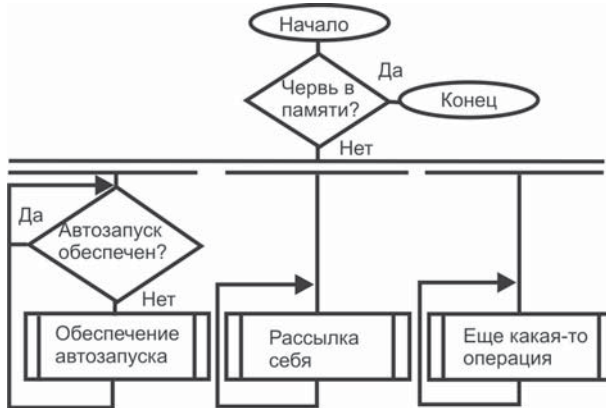 Начало
Червь в
памяти?
Да
Конец
Нет
Да
Автозапуск
обеспечен?
Нет
Обеспечение
автозапуска
Рассылка
себя
Еще какая-то
операция